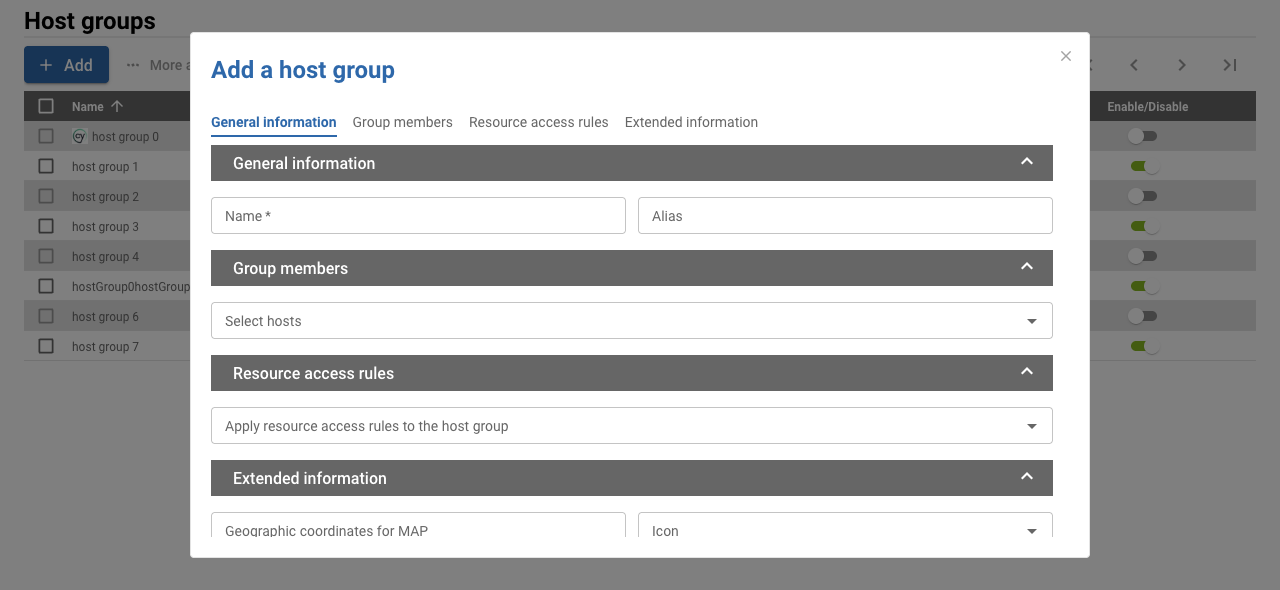 Host groups
Add
More a
Name
Enable/Disable
host group 0
host group 1
host group 2
host group 3
host group 4
hostGroup0hostGroup
host group 6
host group 7
Add a host group
General information Group members Resource access rules Extended information
General information
Name * Alias
Group members
Select hosts
Resource access rules
Apply resource access rules to the host group
Extended information
Geographic coordinates for MAP Icon